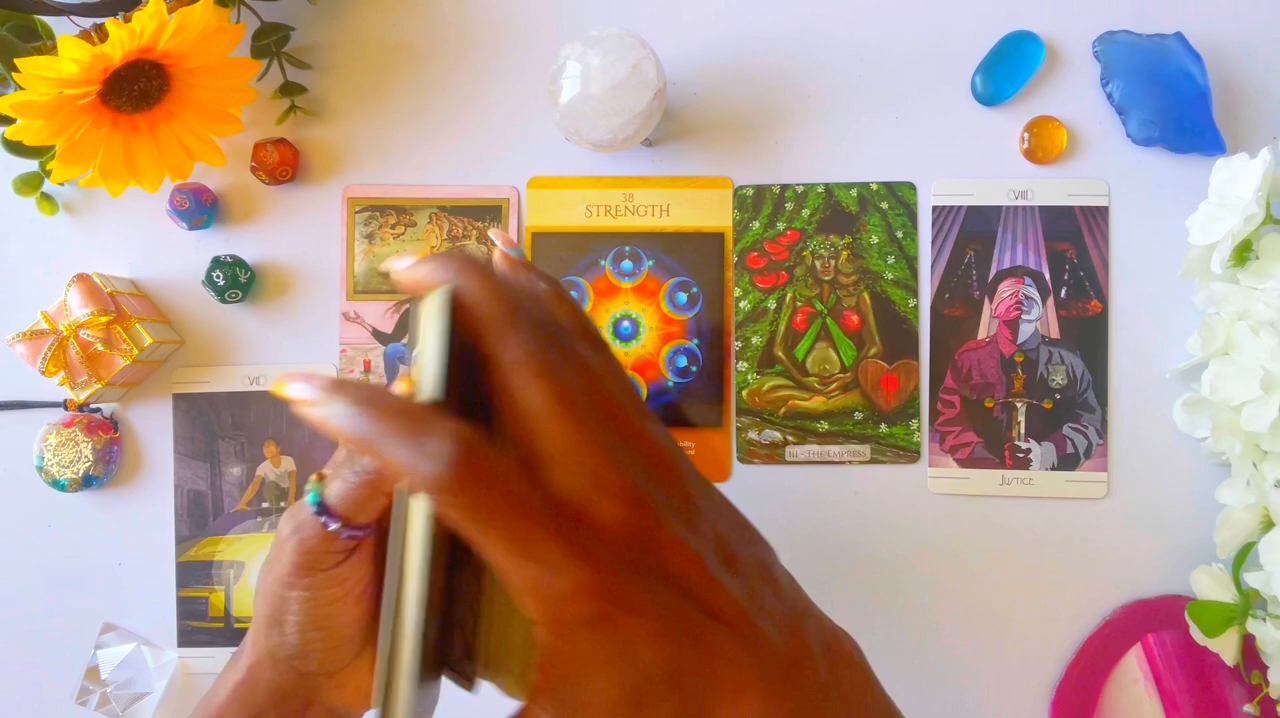 38
STRENGTH
VIII
III - THE EMPRESS
JUSTICE
VII